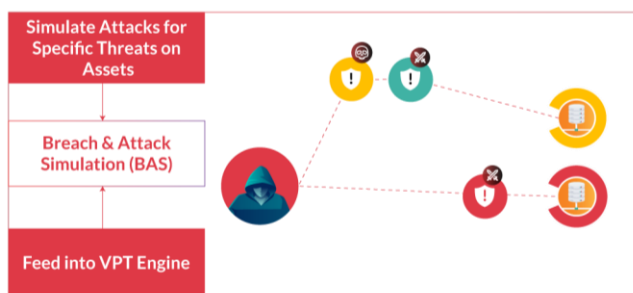 Simulate Attacks for
Specific Threats on
Assets
Breach & Attack
Simulation (BAS)
Feed into VPT Engine